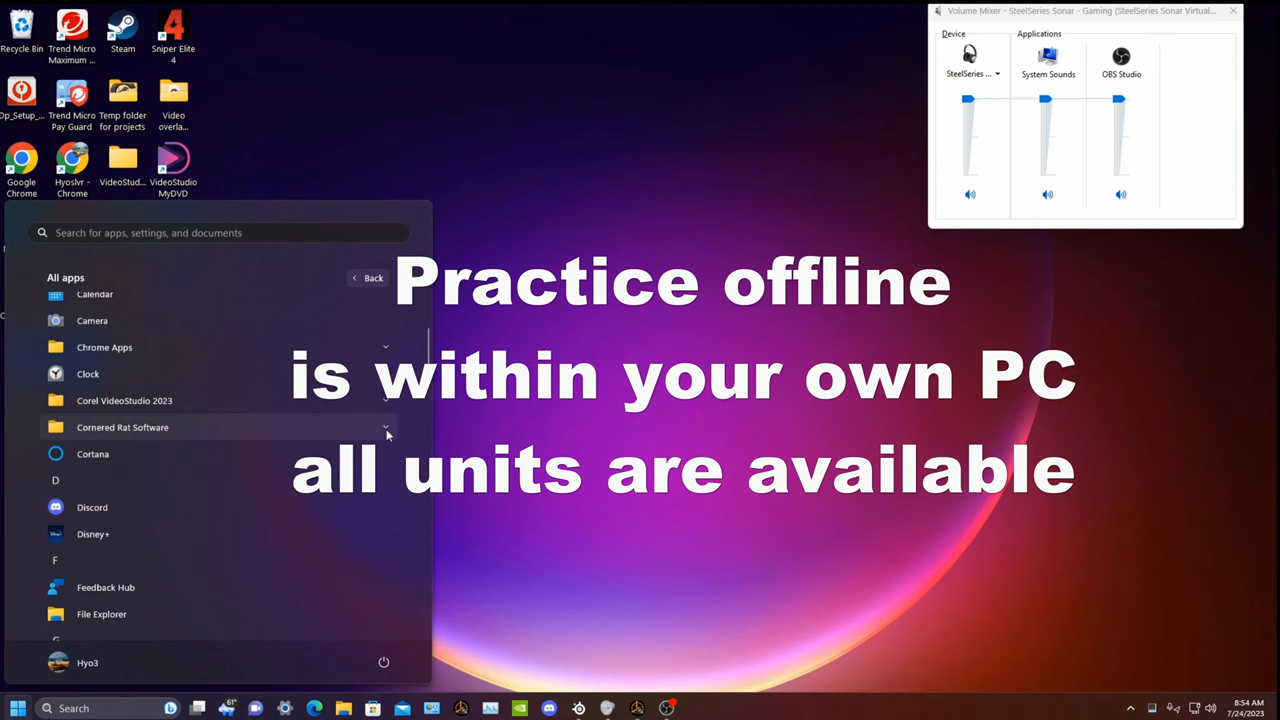 Recycle Bin
Trend Micro
Maximum ...
Steam
Sniper Elite
4
Op_Setup_...
Trend Micro
Pay Guard
Temp folder
for projects
Video
overla...
Google
Chrome
Hyoslvr -
Chrome
VideoStud...
VideoStudio
MyDVD
Volume Mixer - SteelSeries Sonar - Gaming (SteelSeries Sonar Virtual...
Device
Applications
SteelSeries ...
System Sounds
OBS Studio
Search for apps, settings, and documents
All apps
Back
Calendar
Camera
Chrome Apps
Clock
Corel VideoStudio 2023
Cornered Rat Software
Cortana
D
Discord
Disney+
F
Feedback Hub
File Explorer
G
Hyo3
Practice offline
is within your own PC
all units are available
Search
61°
8:54 AM
7/24/2023